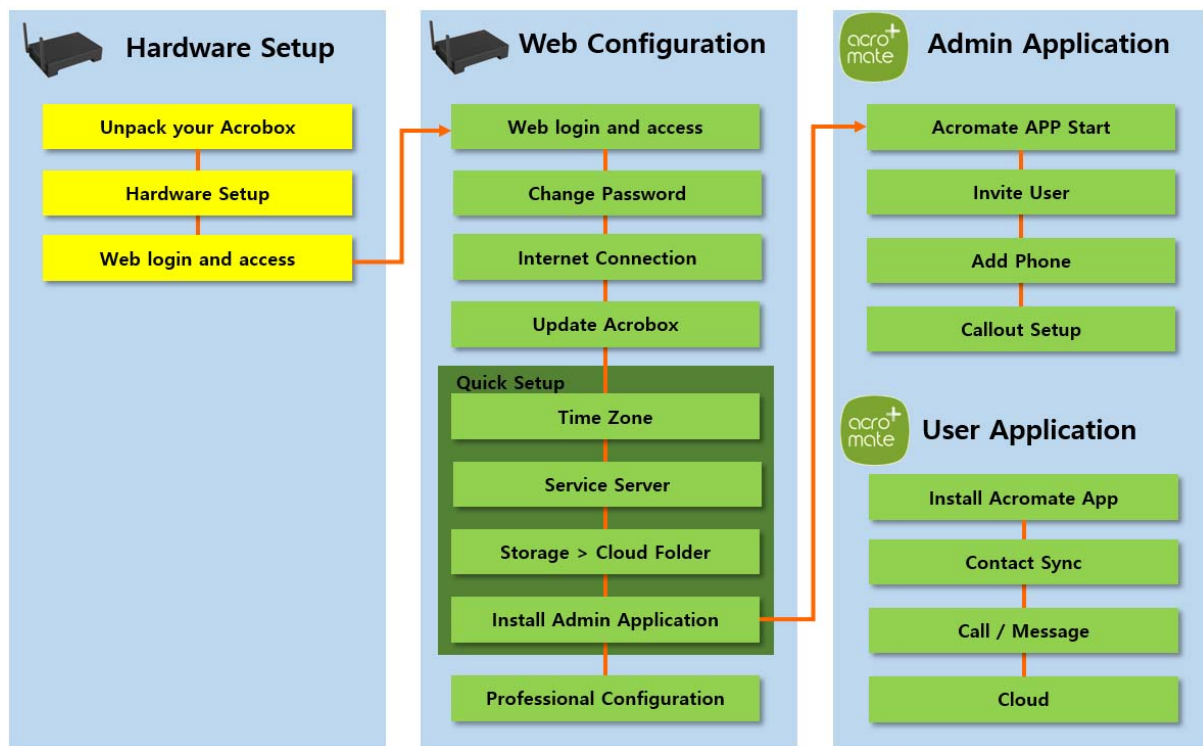 Hardware Setup
Unpack your Acrobox
Hardware Setup
Web login and access
Web Configuration
Web login and access
Change Password
Internet Connection
Update Acrobox
Quick Setup
Time Zone
Service Server
Storage > Cloud Folder
Install Admin Application
Professional Configuration
acro+
mate
Admin Application
Acromate APP Start
Invite User
Add Phone
Callout Setup
acro+
mate
User Application
Install Acromate App
Contact Sync
Call / Message
Cloud